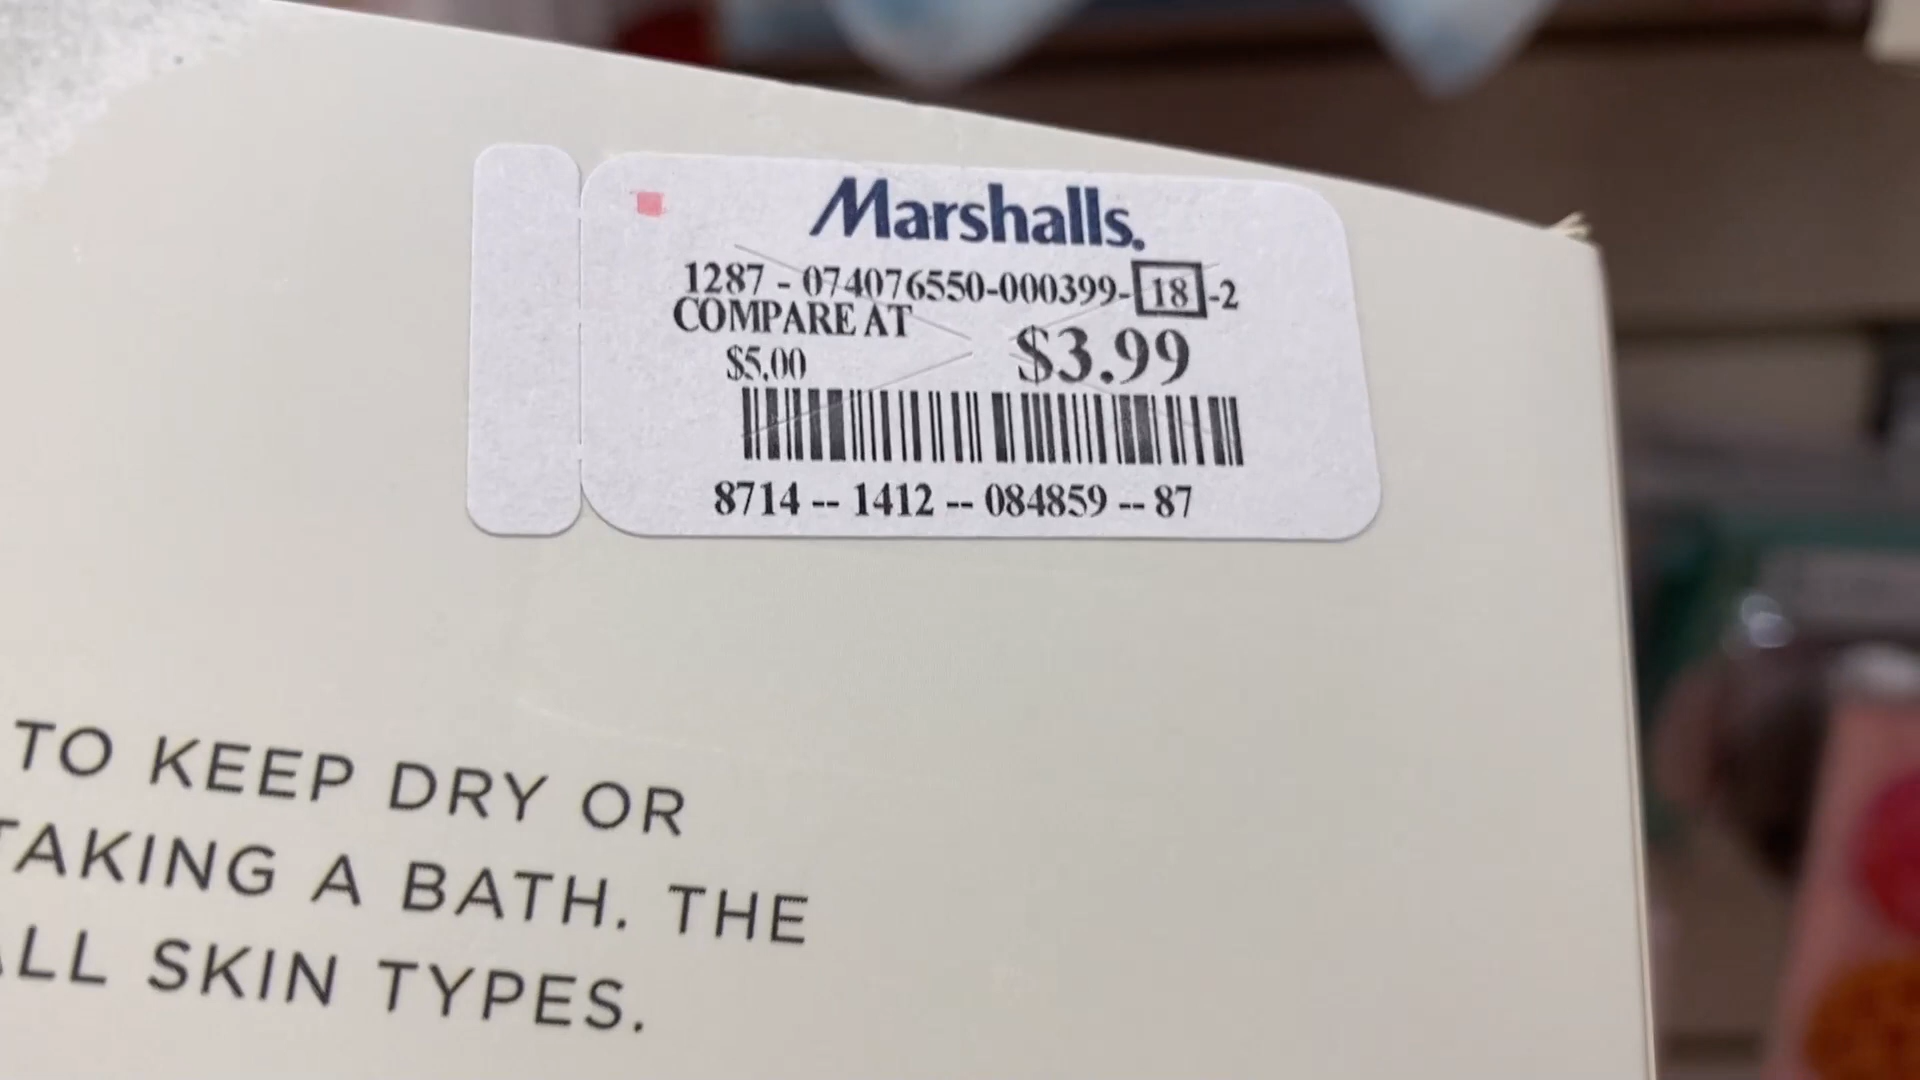 Marshalls.
1287 - 074076550-000399- 18 -2
COMPARE AT
$5.00 $3.99
8714 -- 1412 -- 084859 -- 87
TO KEEP DRY OR
TAKING A BATH. THE
ALL SKIN TYPES.